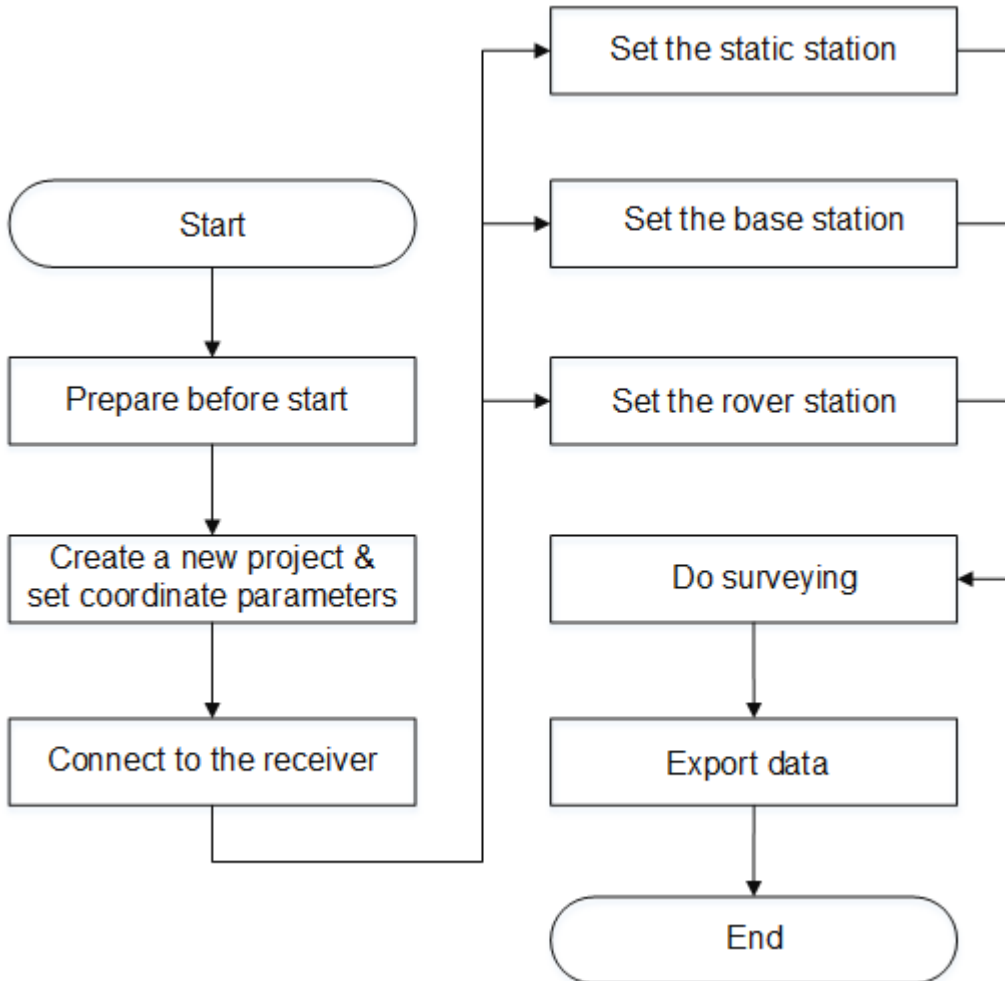 Start
Prepare before start
Create a new project &
set coordinate parameters
Connect to the receiver
Set the static station
Set the base station
Set the rover station
Do surveying
Export data
End